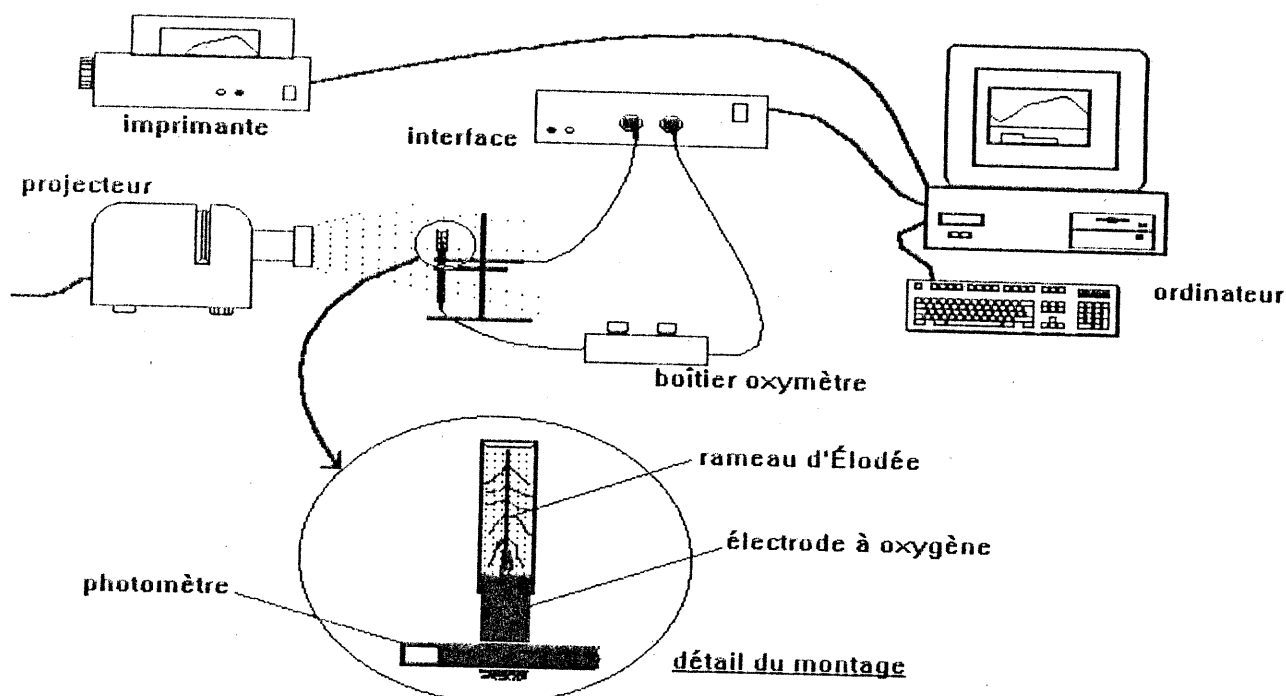 imprimante
interface
projecteur
ordinateur
boîtier oxymètre
rameau d'Élodée
électrode à oxygène
photomètre
détail du montage